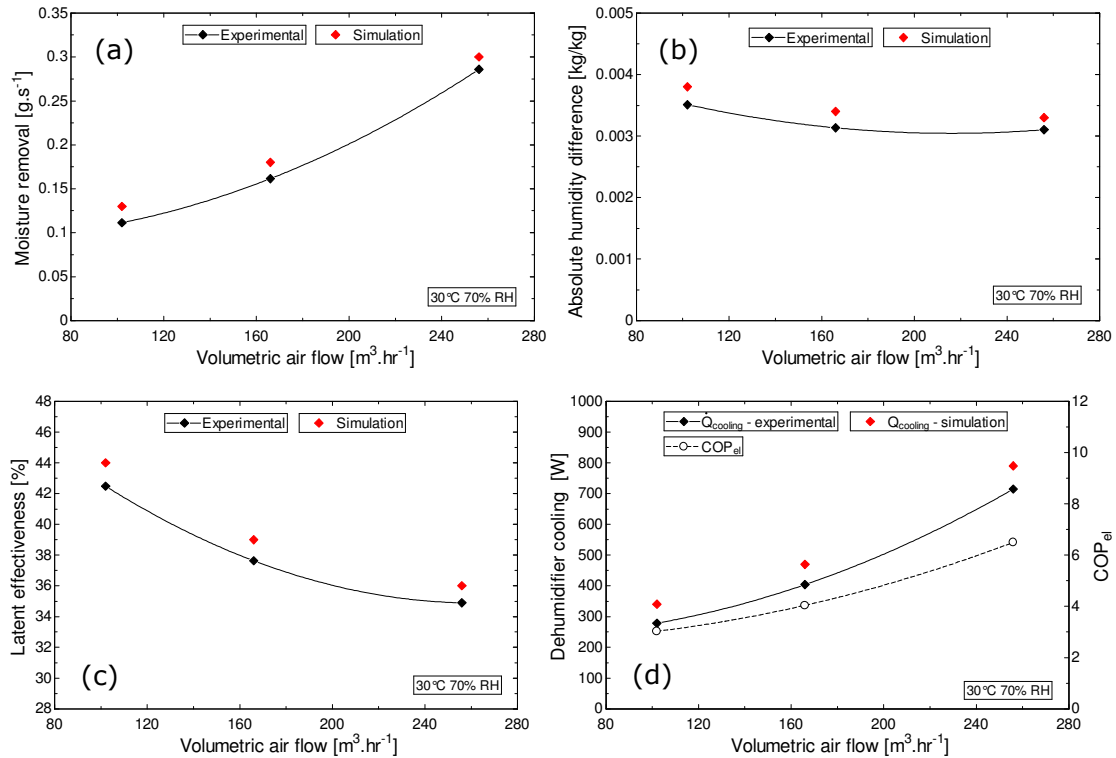 (a)
Experimental Simulation
Moisture removal [g.s⁻¹]
0.35
0.3
0.25
0.2
0.15
0.1
0.05
0
30°C 70% RH
80 120 160 200 240 280
Volumetric air flow [m³.hr⁻¹]
(b)
Experimental Simulation
Absolute humidity difference [kg/kg]
0.005
0.004
0.003
0.002
0.001
0.000
30°C 70% RH
80 120 160 200 240 280
Volumetric air flow [m³.hr⁻¹]
(c)
Experimental Simulation
Latent effectiveness [%]
48
46
44
42
40
38
36
34
32
30
28
30°C 70% RH
80 120 160 200 240 280
Volumetric air flow [m³.hr⁻¹]
(d)
Q̇cooling - experimental Q̇cooling - simulation
COPel
Dehumidifier cooling [W]
1000
900
800
700
600
500
400
300
200
100
0
12
10
8
6
4
2
0
COPel
30°C 70% RH
80 120 160 200 240 280
Volumetric air flow [m³.hr⁻¹]